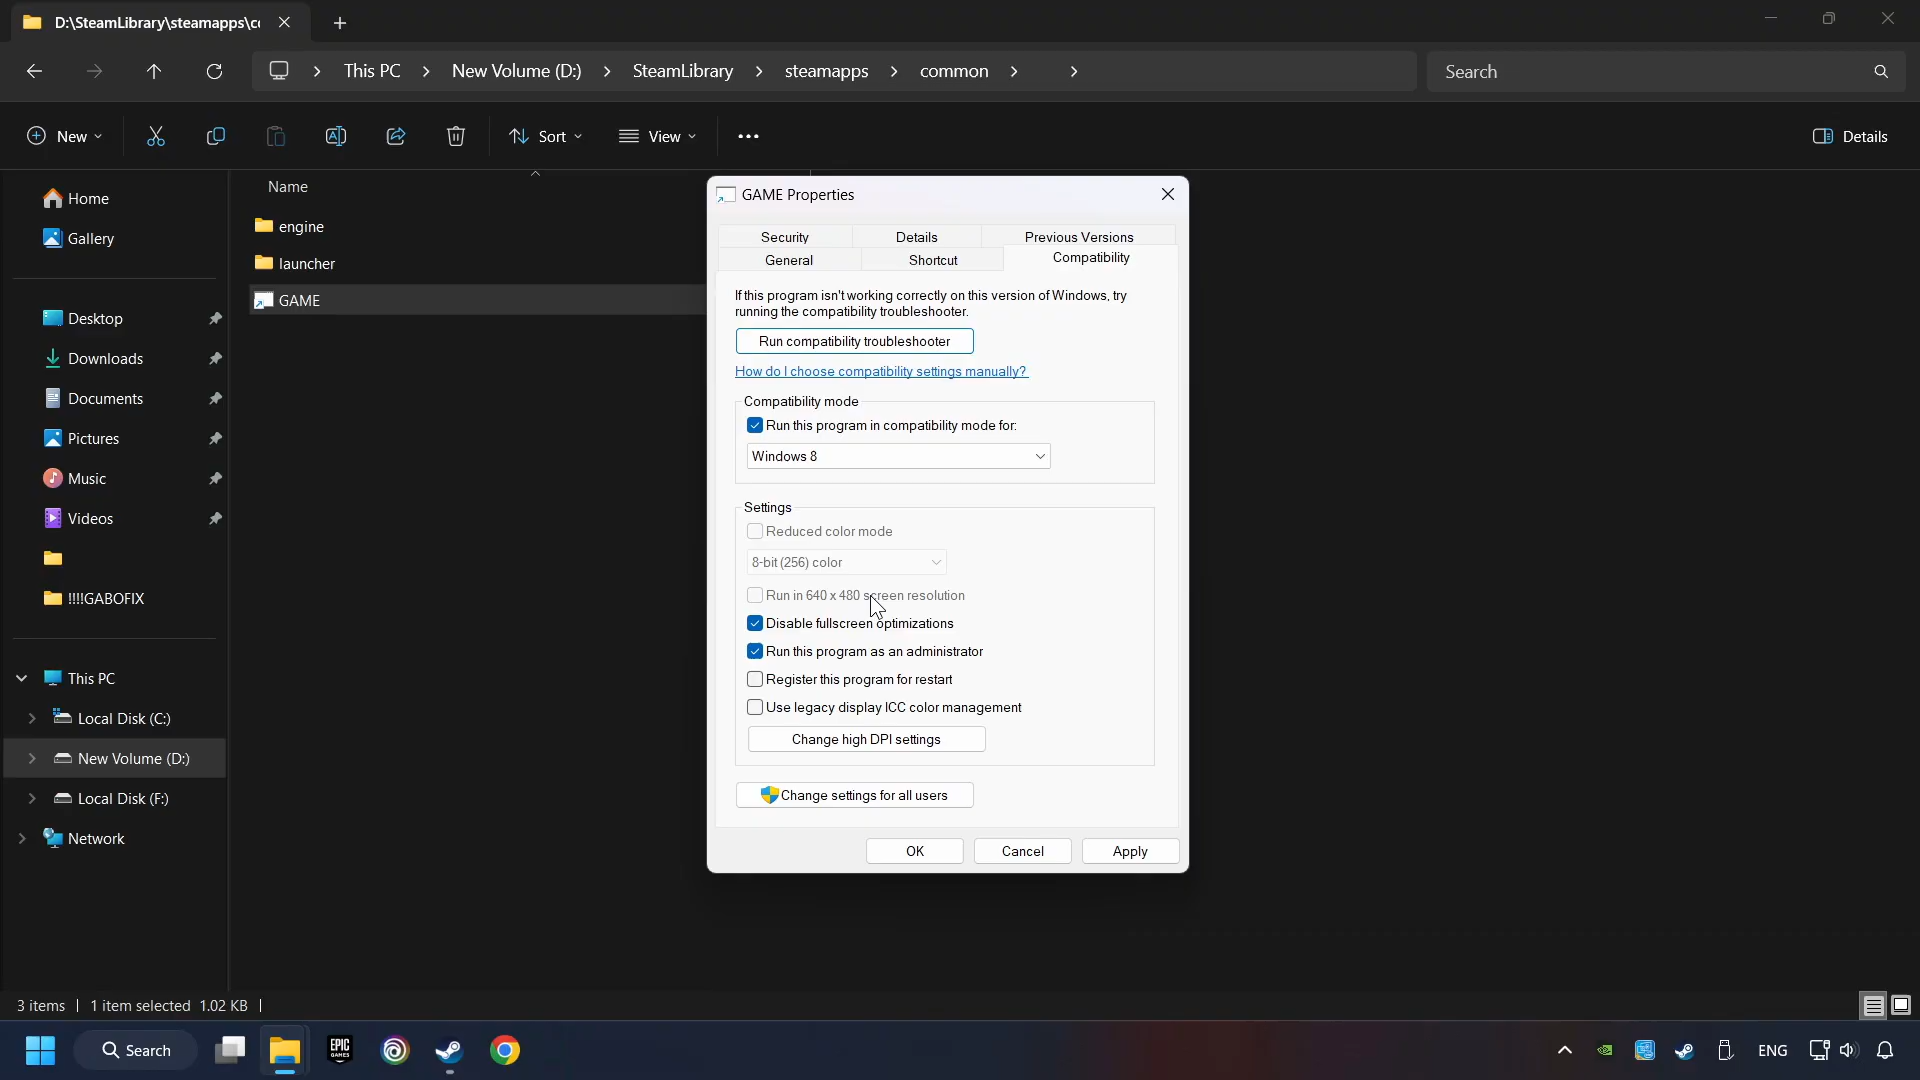 D:\SteamLibrary\steamapps\c
This PC
New Volume (D:)
SteamLibrary
steamapps
common
Search
New
Sort
View
Details
Home
Gallery
Desktop
Downloads
Documents
Pictures
Music
Videos
!!!!GABOFIX
This PC
Local Disk (C:)
New Volume (D:)
Local Disk (F:)
Network
Name
engine
launcher
GAME
GAME Properties
Security
Details
Previous Versions
General
Shortcut
Compatibility
If this program isn't working correctly on this version of Windows, try
running the compatibility troubleshooter.
Run compatibility troubleshooter
How do I choose compatibility settings manually?
Compatibility mode
Run this program in compatibility mode for:
Windows 8
Settings
Reduced color mode
8-bit (256) color
Run in 640 x 480 screen resolution
Disable fullscreen optimizations
Run this program as an administrator
Register this program for restart
Use legacy display ICC color management
Change high DPI settings
Change settings for all users
OK
Cancel
Apply
3 items
1 item selected 1.02 KB
Search
EPIC
GAMES
ENG